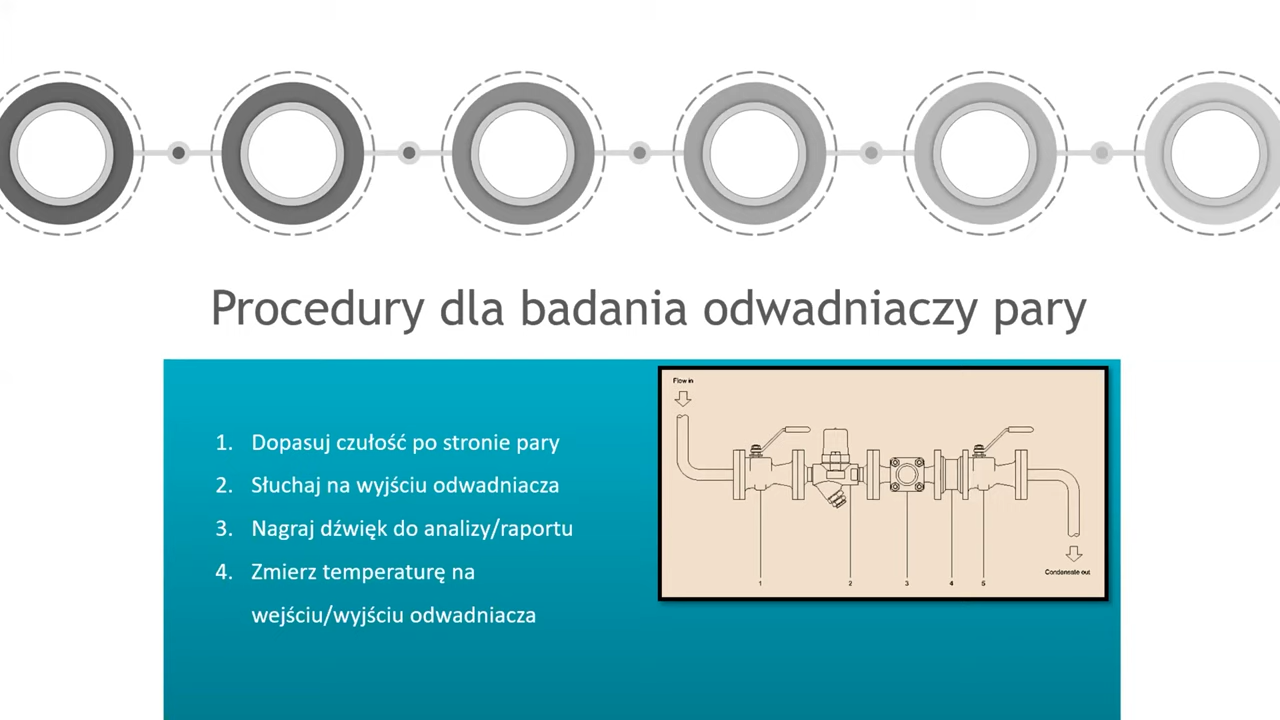 Procedury dla badania odwadniaczy pary
1. Dopasuj czułość po stronie pary
2. Słuchaj na wyjściu odwadniacza
3. Nagraj dźwięk do analizy/raportu
4. Zmierz temperaturę na
wejściu/wyjściu odwadniacza
Flow in
1 2 3 4 5
Condensate out